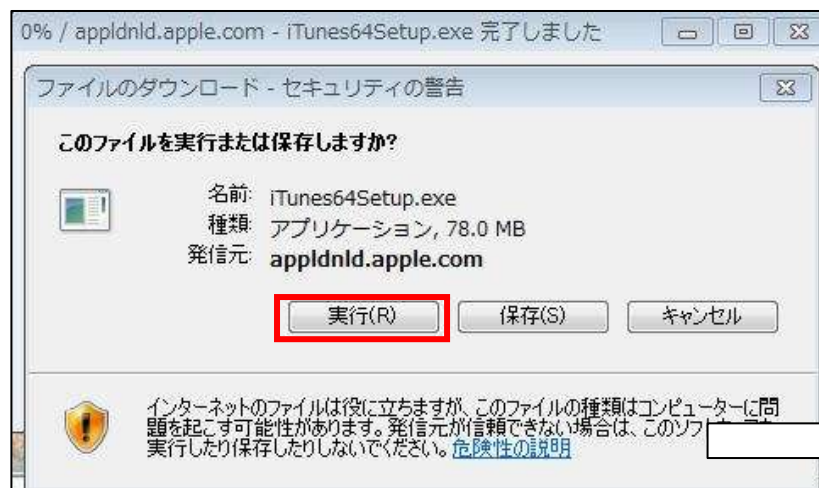 0% / appldnld.apple.com - iTunes64Setup.exe 完了しました
ファイルのダウンロード - セキュリティの警告
このファイルを実行または保存しますか?
名前: iTunes64Setup.exe
種類: アプリケーション, 78.0 MB
発信元: appldnld.apple.com
実行(R) 保存(S) キャンセル
インターネットのファイルは役に立ちますが、このファイルの種類はコンピューターに問
題を起こす可能性があります。発信元が信頼できない場合は、このソフ
実行したり保存したりしないでください。危険性の説明